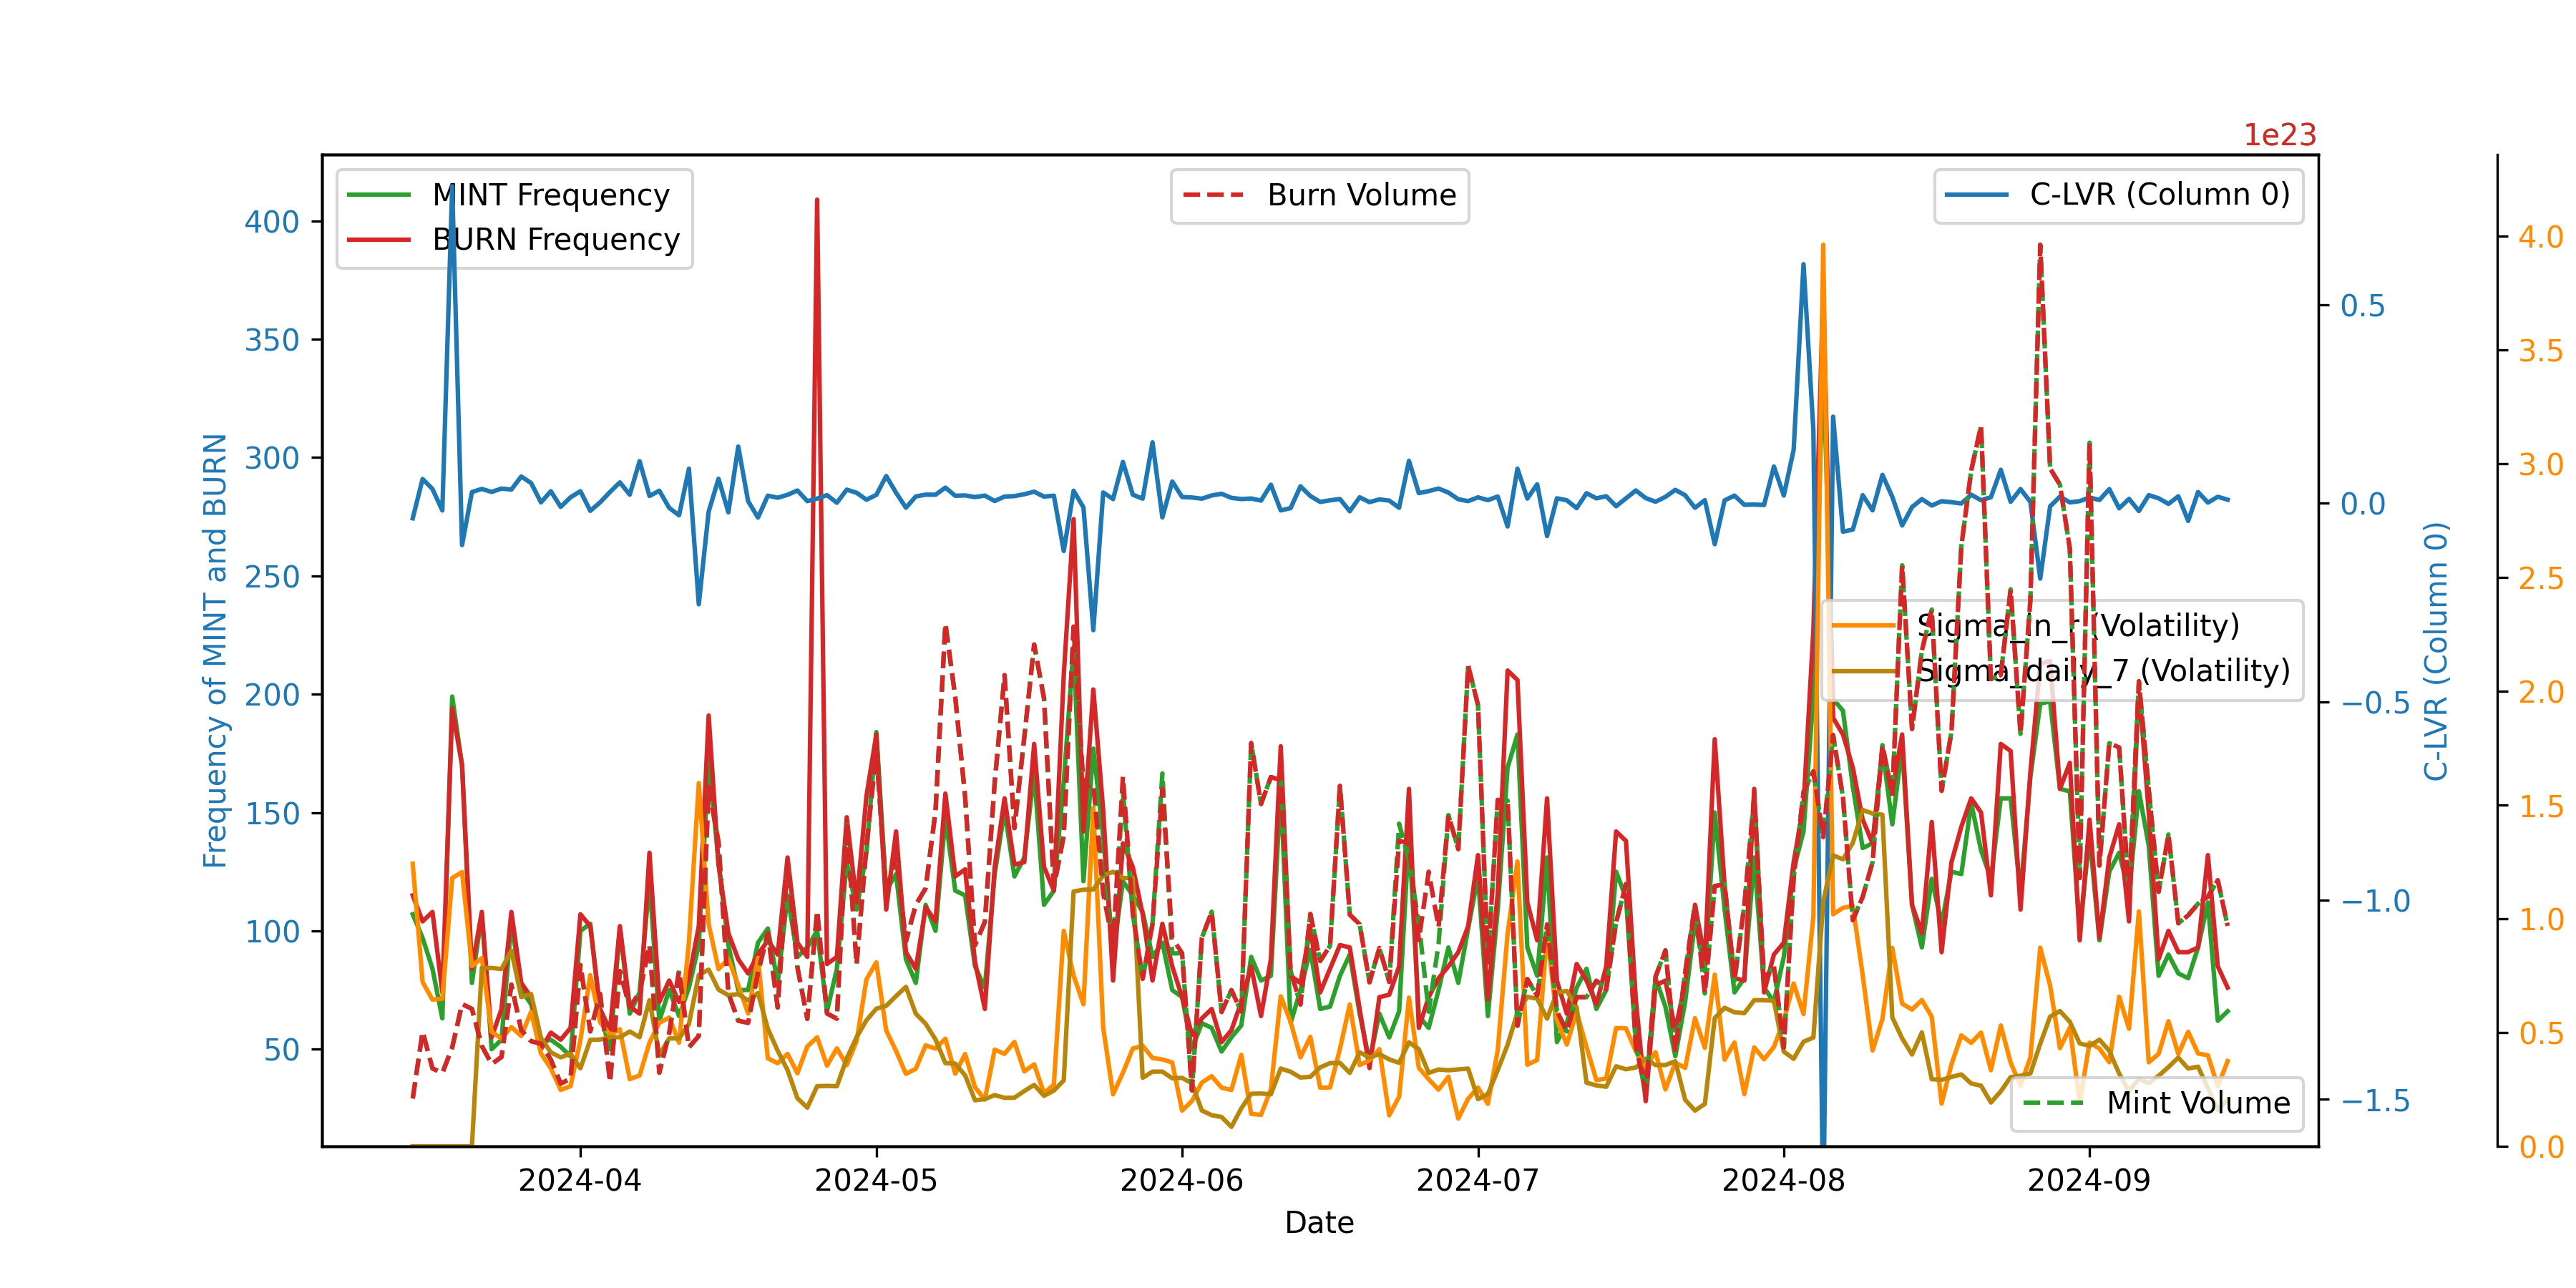 1e23
MINT Frequency
BURN Frequency
Burn Volume
C-LVR (Column 0)
Sigma_n_r (Volatility)
Sigma_daily_7 (Volatility)
Mint Volume
Frequency of MINT and BURN
400
350
300
250
200
150
100
50
0.5
0.0
−0.5
−1.0
−1.5
C-LVR (Column 0)
4.0
3.5
3.0
2.5
2.0
1.5
1.0
0.5
0.0
2024-04
2024-05
2024-06
2024-07
2024-08
2024-09
Date